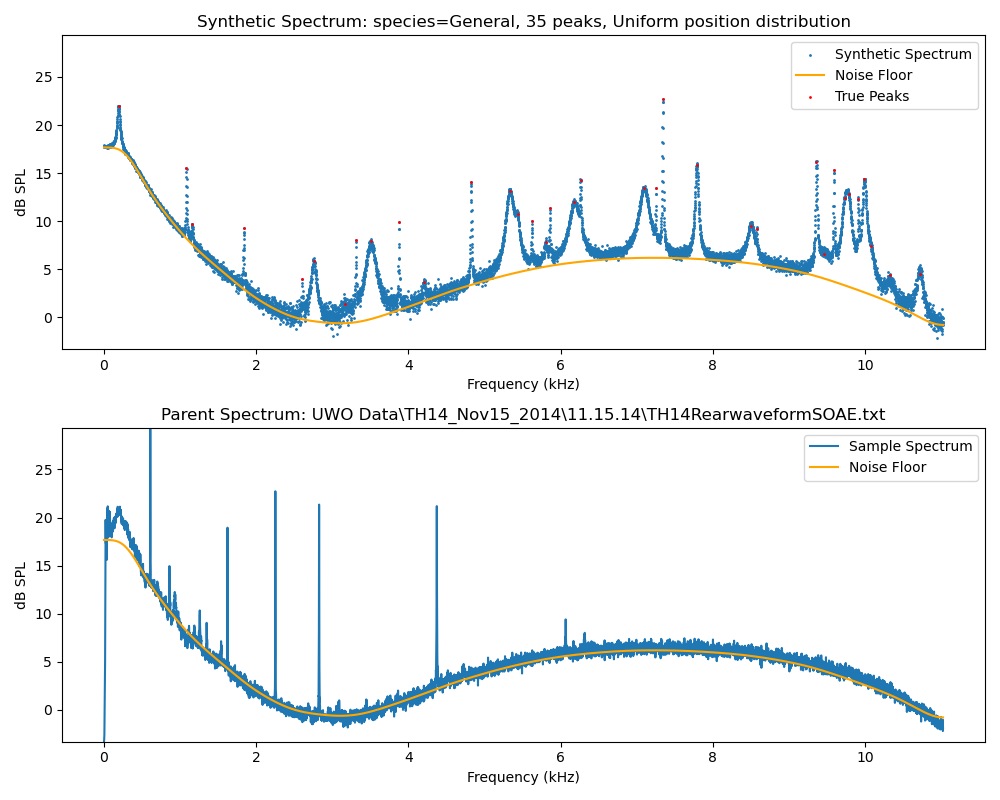 Synthetic Spectrum: species=General, 35 peaks, Uniform position distribution
25
20
15
10
5
0
dB SPL
Synthetic Spectrum
Noise Floor
True Peaks
0 2 4 6 8 10
Frequency (kHz)
Parent Spectrum: UWO Data\TH14_Nov15_2014\11.15.14\TH14RearwaveformSOAE.txt
25
20
15
10
5
0
dB SPL
Sample Spectrum
Noise Floor
0 2 4 6 8 10
Frequency (kHz)